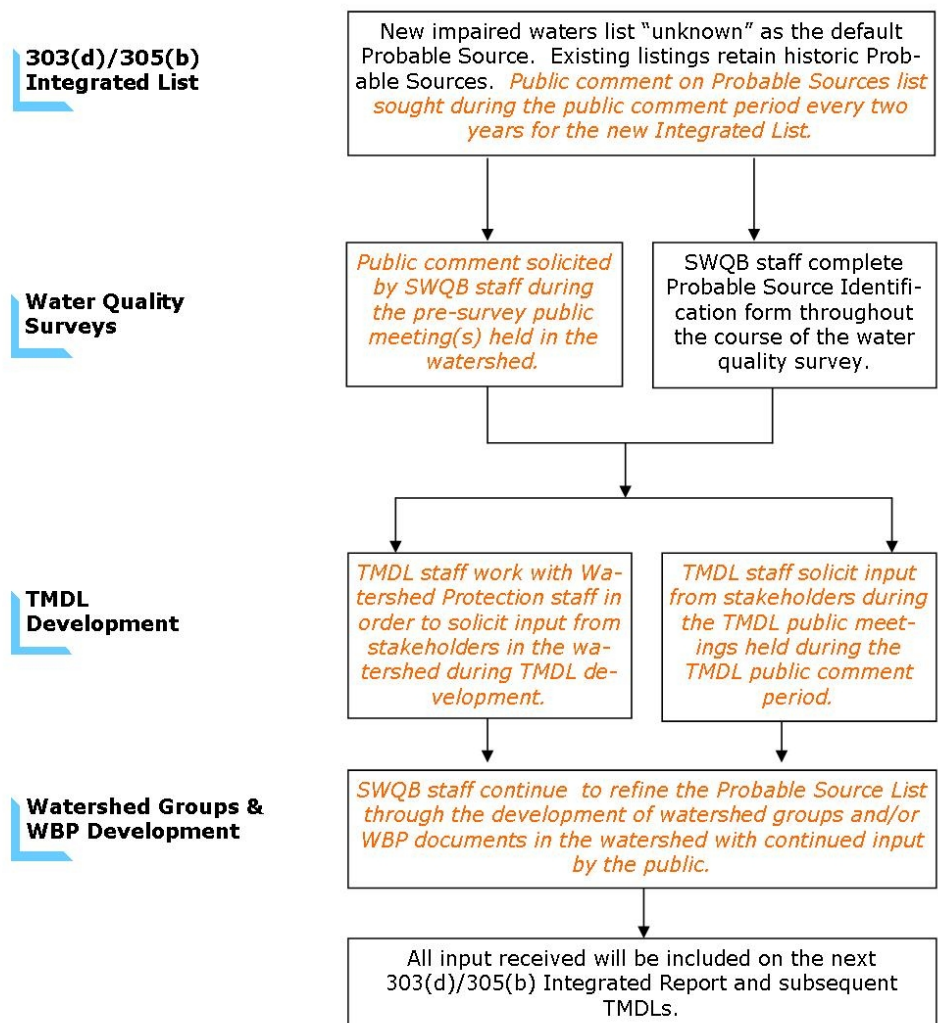 303(d)/305(b)
Integrated List
New impaired waters list “unknown” as the default
Probable Source.  Existing listings retain historic Prob-
able Sources.  Public comment on Probable Sources list
sought during the public comment period every two
years for the new Integrated List.
Water Quality
Surveys
Public comment solicited
by SWQB staff during
the pre-survey public
meeting(s) held in the
watershed.
SWQB staff complete
Probable Source Identifi-
cation form throughout
the course of the water
quality survey.
TMDL
Development
TMDL staff work with Wa-
tershed Protection staff in
order to solicit input from
stakeholders in the wa-
tershed during TMDL de-
velopment.
TMDL staff solicit input
from stakeholders during
the TMDL public meet-
ings held during the
TMDL public comment
period.
Watershed Groups &
WBP Development
SWQB staff continue  to refine the Probable Source List
through the development of watershed groups and/or
WBP documents in the watershed with continued input
by the public.
All input received will be included on the next
303(d)/305(b) Integrated Report and subsequent
TMDLs.